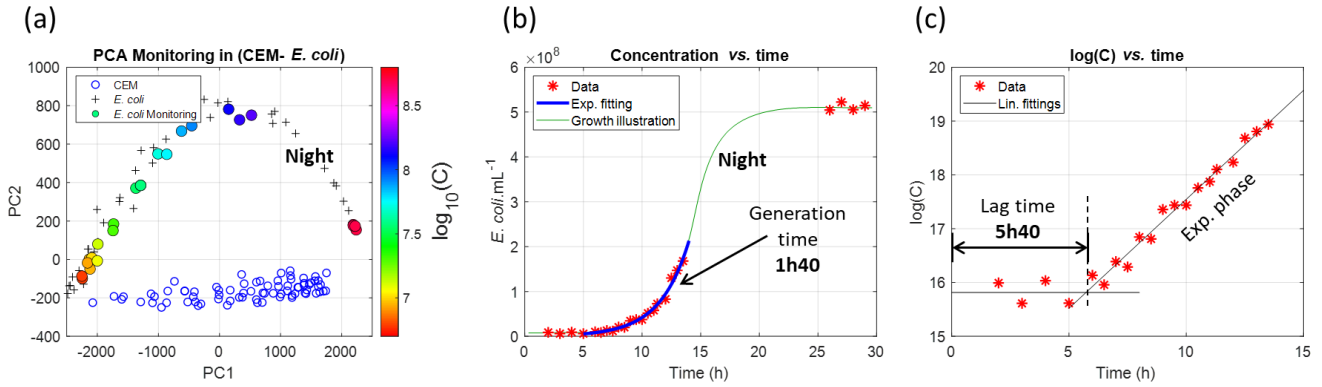 (a)
PCA Monitoring in (CEM- E. coli)
1000
800
600
400
200
0
-200
-400
PC2
CEM
E. coli
E. coli Monitoring
Night
-2000
-1000
0
1000
2000
PC1
8.5
8
7.5
7
log10(C)
(b)
Concentration vs. time
×10^8
6
5
4
3
2
1
0
E. coli.mL-1
Data
Exp. fitting
Growth illustration
Night
Generation
time
1h40
0
5
10
15
20
25
30
Time (h)
(c)
log(C) vs. time
20
19
18
17
16
15
log(C)
Data
Lin. fittings
Lag time
5h40
Exp. phase
0
5
10
15
Time (h)